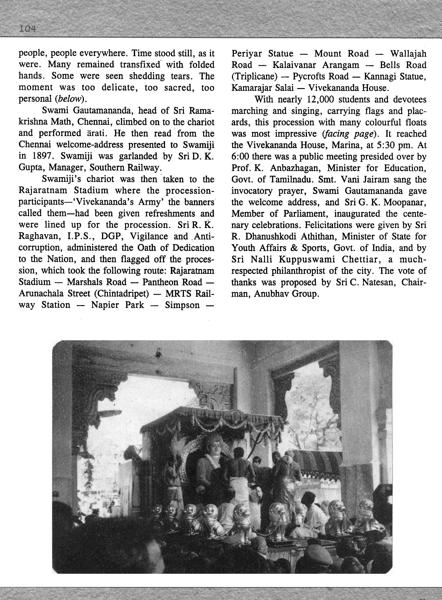 104
people, people everywhere. Time stood still, as it
were. Many remained transfixed with folded
hands. Some were seen shedding tears. The
moment was too delicate, too sacred, too
personal (below).
Swami Gautamananda, head of Sri Rama-
krishna Math, Chennai, climbed on to the chariot
and performed ārati. He then read from the
Chennai welcome-address presented to Swamiji
in 1897. Swamiji was garlanded by Sri D. K.
Gupta, Manager, Southern Railway.
Swamiji's chariot was then taken to the
Rajaratnam Stadium where the procession-
participants—'Vivekananda's Army' the banners
called them—had been given refreshments and
were lined up for the procession. Sri R. K.
Raghavan, I.P.S., DGP, Vigilance and Anti-
corruption, administered the Oath of Dedication
to the Nation, and then flagged off the proces-
sion, which took the following route: Rajaratnam
Stadium — Marshals Road — Pantheon Road —
Arunachala Street (Chintadripet) — MRTS Rail-
way Station — Napier Park — Simpson —
Periyar Statue — Mount Road — Wallajah
Road — Kalaivanar Arangam — Bells Road
(Triplicane) — Pycrofts Road — Kannagi Statue,
Kamarajar Salai — Vivekananda House.
With nearly 12,000 students and devotees
marching and singing, carrying flags and plac-
ards, this procession with many colourful floats
was most impressive (facing page). It reached
the Vivekananda House, Marina, at 5:30 pm. At
6:00 there was a public meeting presided over by
Prof. K. Anbazhagan, Minister for Education,
Govt. of Tamilnadu. Smt. Vani Jairam sang the
invocatory prayer, Swami Gautamananda gave
the welcome address, and Sri G. K. Moopanar,
Member of Parliament, inaugurated the cente-
nary celebrations. Felicitations were given by Sri
R. Dhanushkodi Athithan, Minister of State for
Youth Affairs & Sports, Govt. of India, and by
Sri Nalli Kuppuswami Chettiar, a much-
respected philanthropist of the city. The vote of
thanks was proposed by Sri C. Natesan, Chair-
man, Anubhav Group.